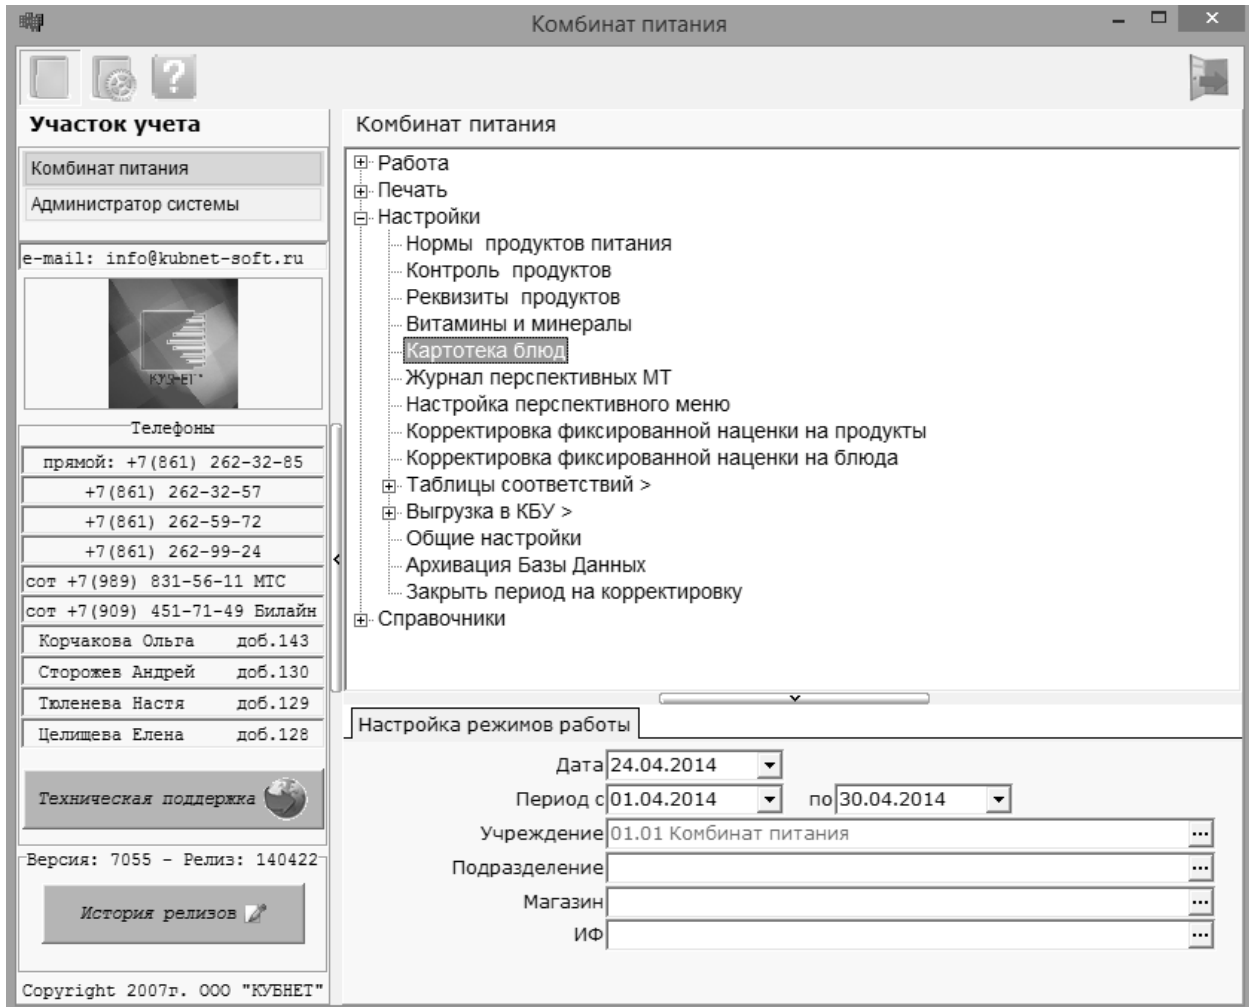 Комбинат питания
Участок учета
Комбинат питания
Администратор системы
e-mail: info@kubnet-soft.ru
Телефоны
прямой: +7(861) 262-32-85
+7(861) 262-32-57
+7(861) 262-59-72
+7(861) 262-99-24
сот +7(989) 831-56-11 МТС
сот +7(909) 451-71-49 Билайн
Корчакова Ольга доб.143
Сторожев Андрей доб.130
Тюленева Настя доб.129
Целищева Елена доб.128
Техническая поддержка
Версия: 7055 - Релиз: 140422
История релизов
Copyright 2007г. ООО "КУБНЕТ"
Комбинат питания
Работа
Печать
Настройки
Нормы продуктов питания
Контроль продуктов
Реквизиты продуктов
Витамины и минералы
Картотека блюд
Журнал перспективных МТ
Настройка перспективного меню
Корректировка фиксированной наценки на продукты
Корректировка фиксированной наценки на блюда
Таблицы соответствий >
Выгрузка в КБУ >
Общие настройки
Архивация Базы Данных
Закрыть период на корректировку
Справочники
Настройка режимов работы
Дата 24.04.2014
Период с 01.04.2014 по 30.04.2014
Учреждение 01.01 Комбинат питания ...
Подразделение ...
Магазин ...
ИФ ...